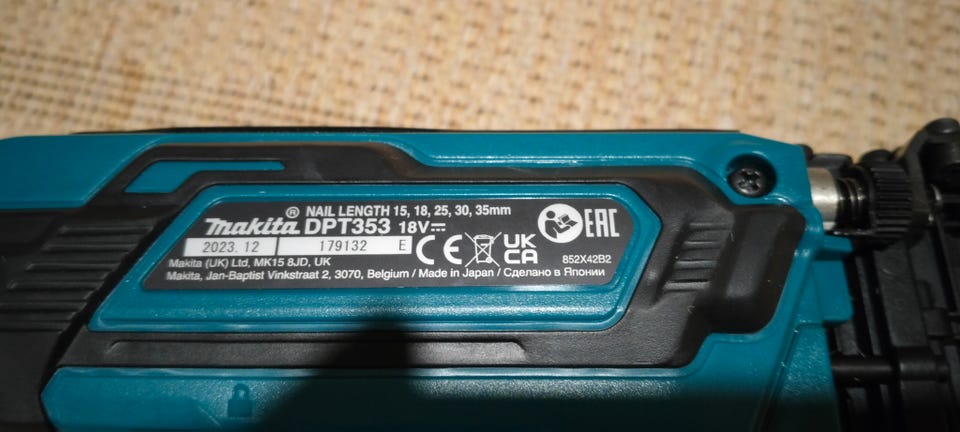 makita® NAIL LENGTH 15, 18, 25, 30, 35mm
DPT353 18V⎓
2023. 12 179132 E
CE UK CA EAC
Makita (UK) Ltd, MK15 8JD, UK
852X42B2
Makita, Jan-Baptist Vinkstraat 2, 3070, Belgium / Made in Japan / Сделано в Японии